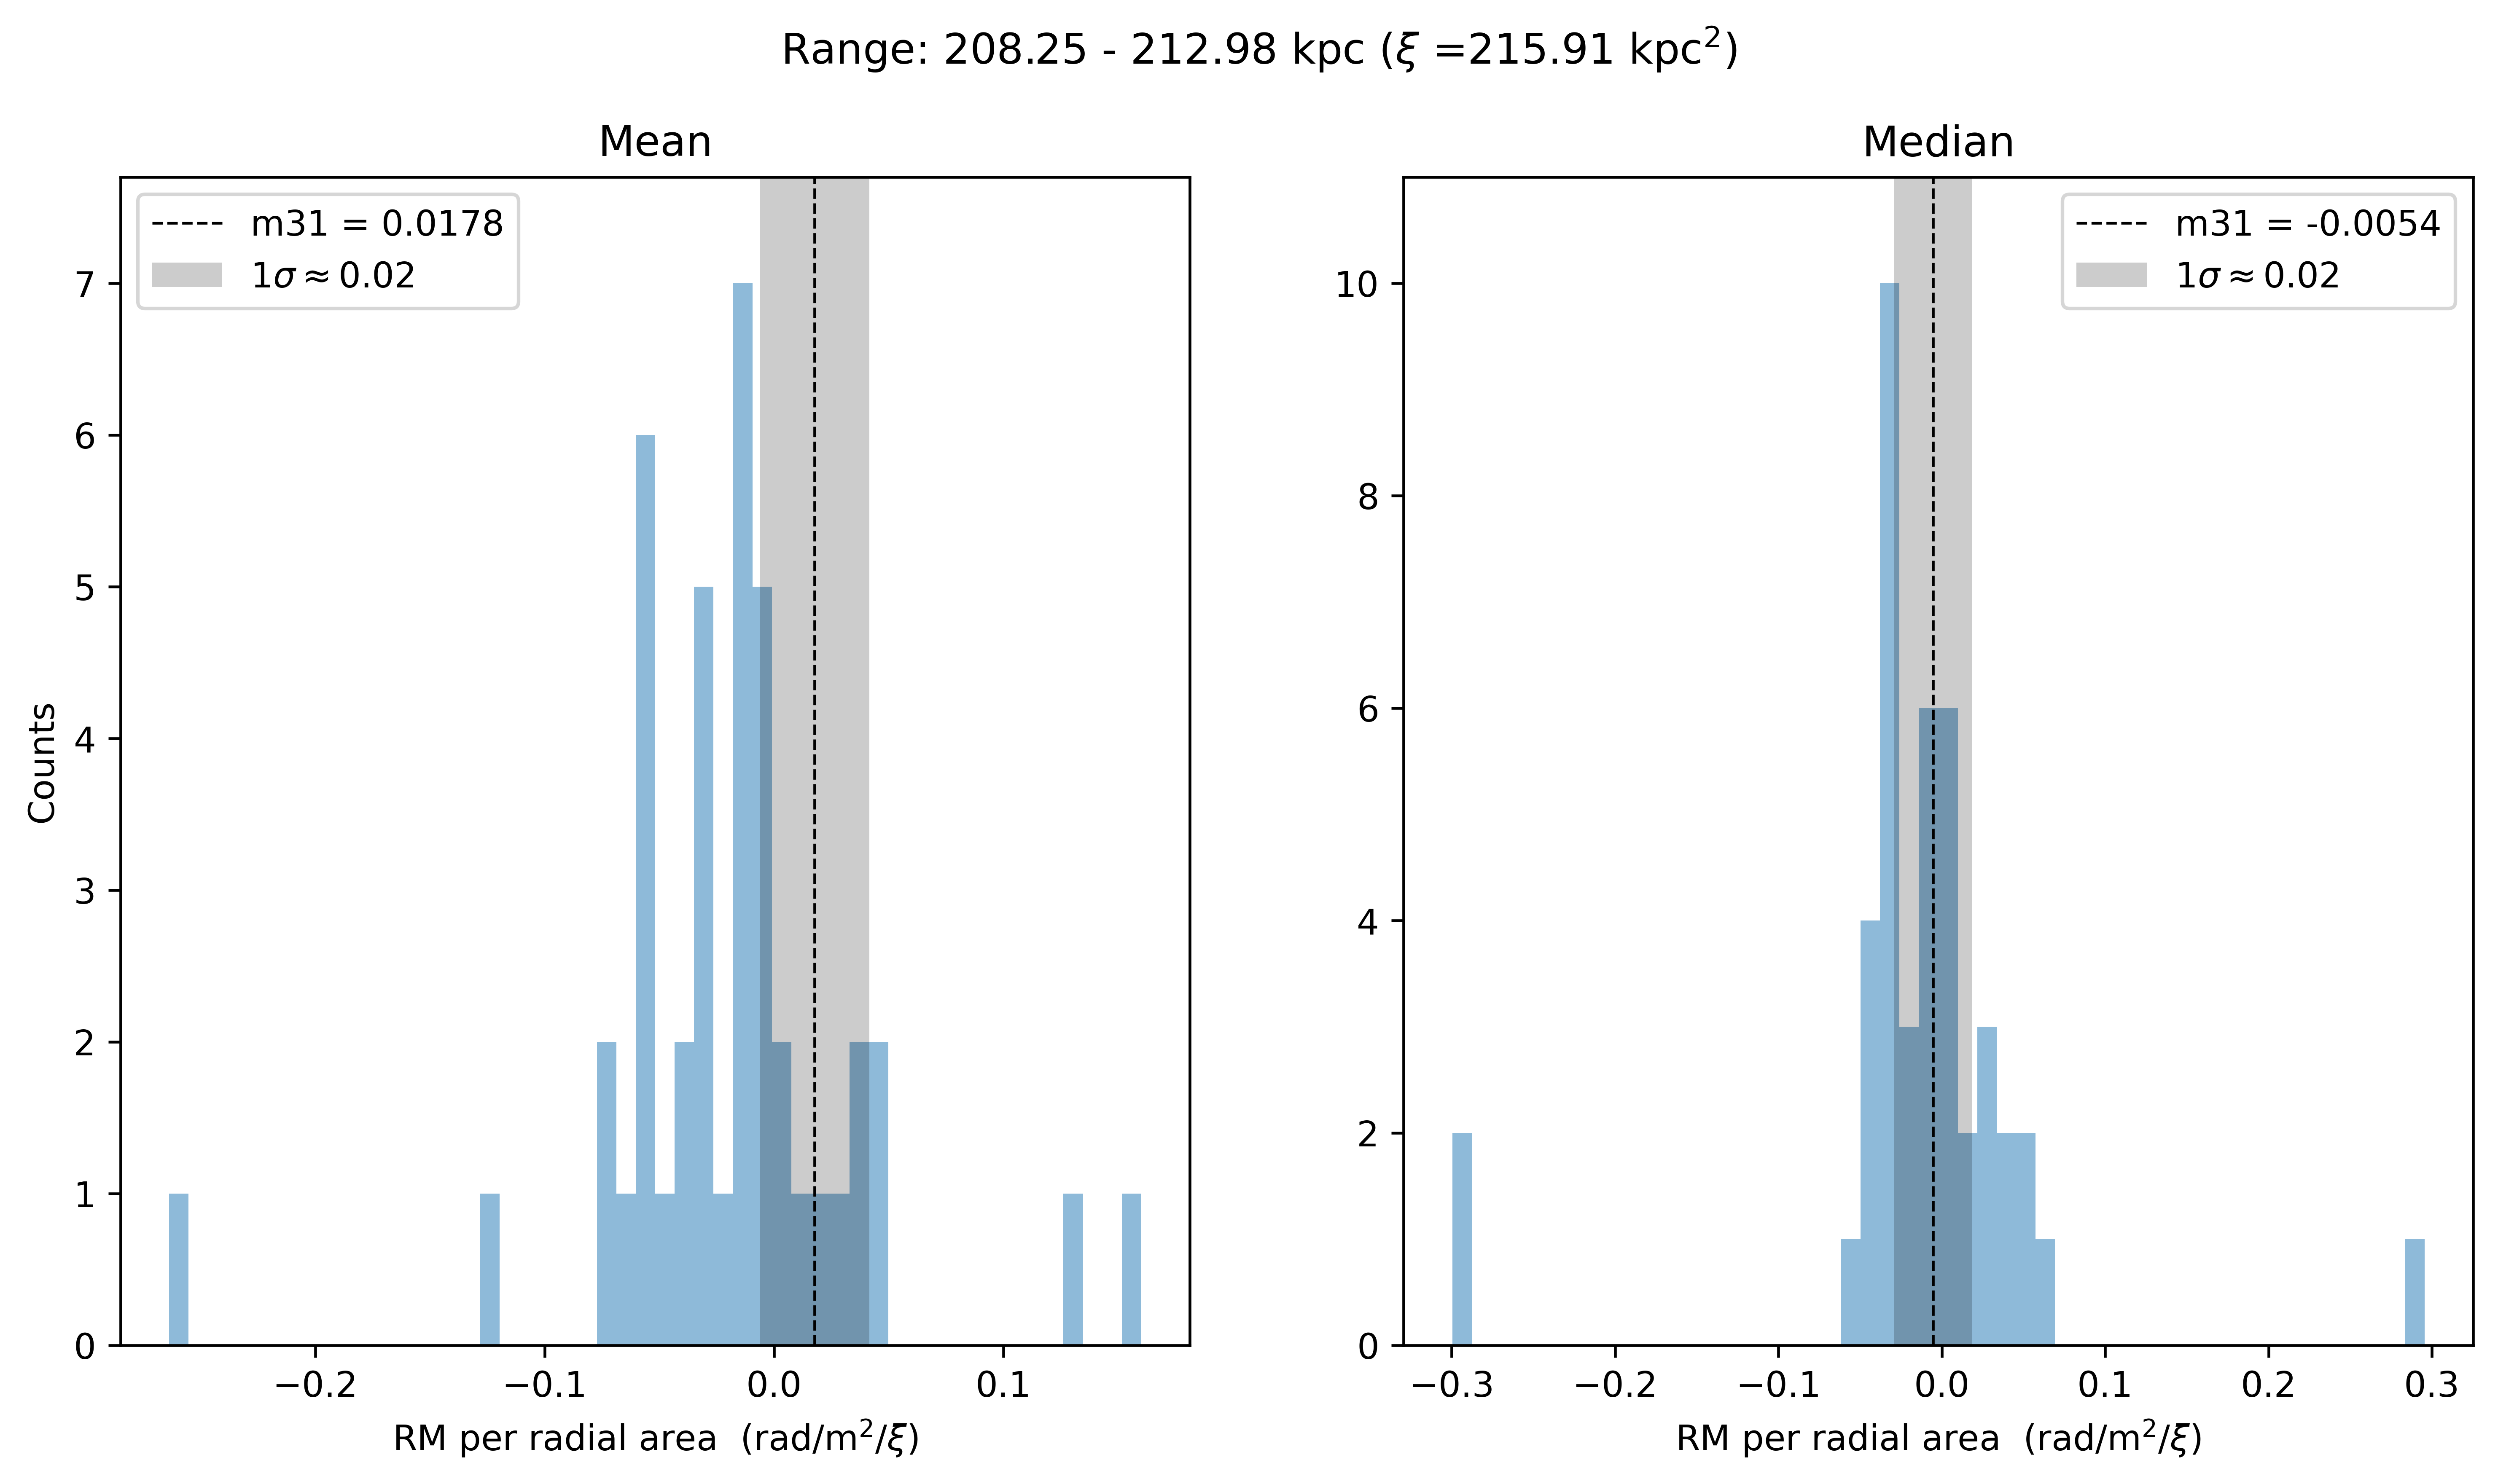 Range: 208.25 - 212.98 kpc (ξ =215.91 kpc²)
Mean
m31 = 0.0178
1σ ≈ 0.02
7
6
5
4
3
2
1
0
Counts
−0.2 −0.1 0.0 0.1
RM per radial area (rad/m²/ξ)
Median
m31 = -0.0054
1σ ≈ 0.02
10
8
6
4
2
0
−0.3 −0.2 −0.1 0.0 0.1 0.2 0.3
RM per radial area (rad/m²/ξ)